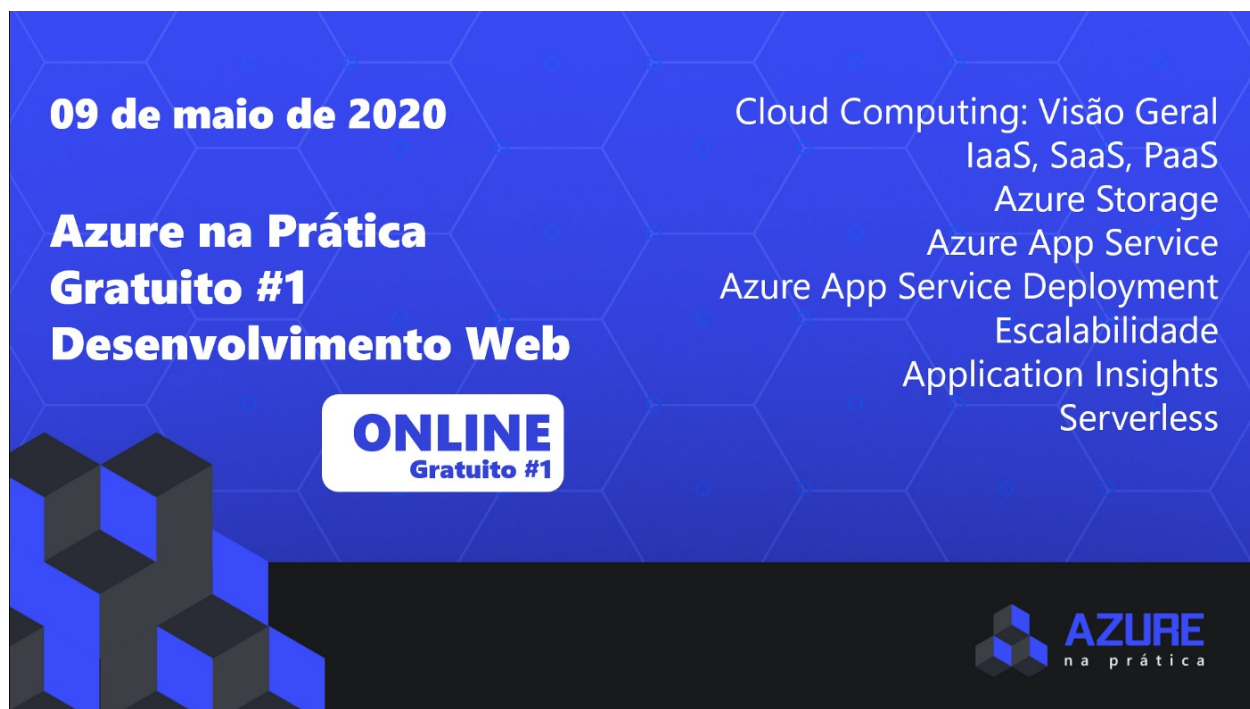 09 de maio de 2020
Azure na Prática
Gratuito #1
Desenvolvimento Web
ONLINE
Gratuito #1
Cloud Computing: Visão Geral
IaaS, SaaS, PaaS
Azure Storage
Azure App Service
Azure App Service Deployment
Escalabilidade
Application Insights
Serverless
AZURE
na prática